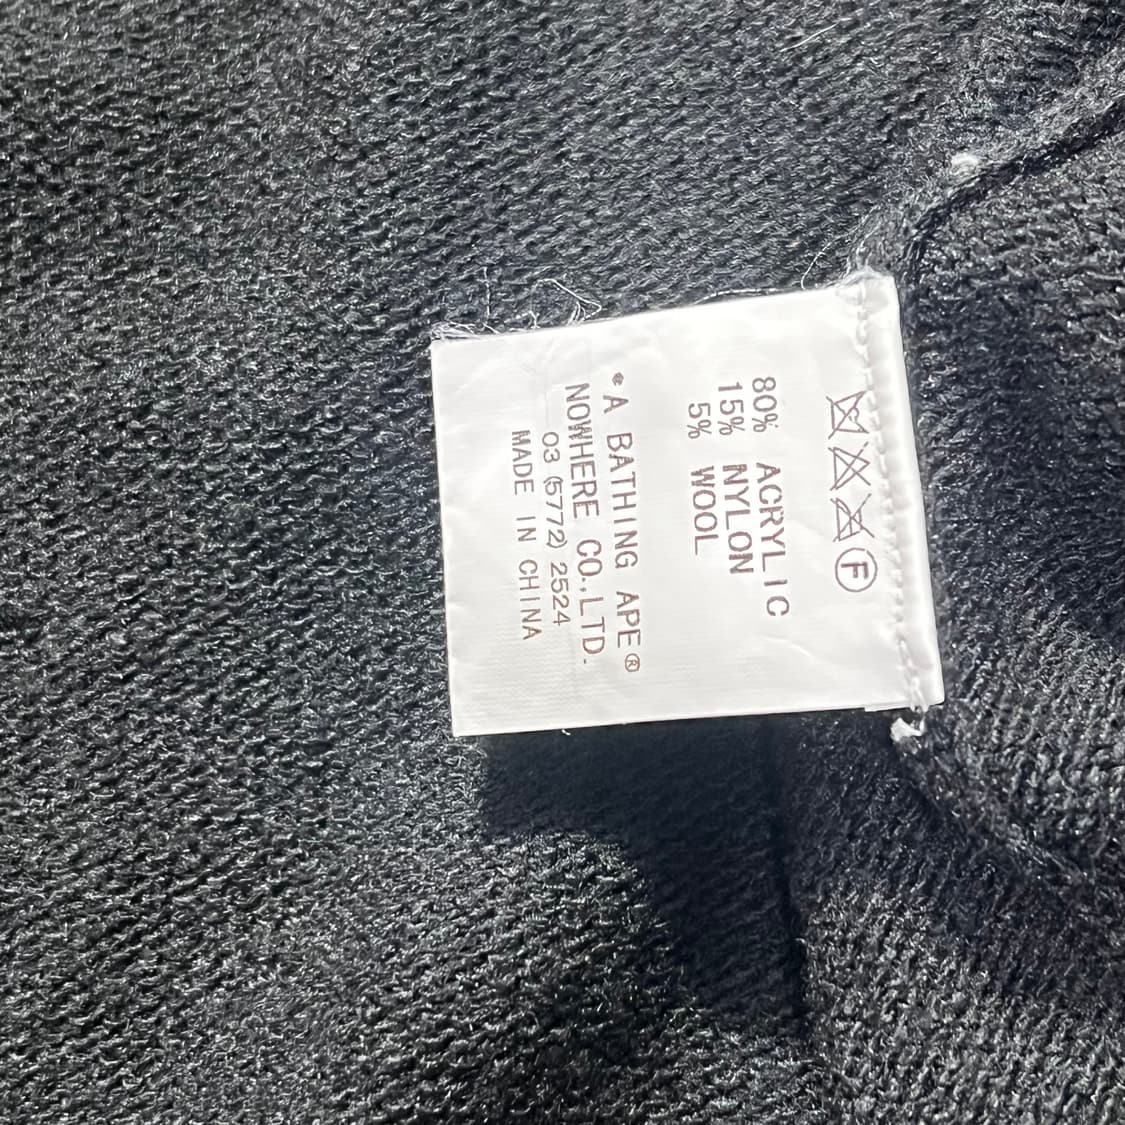 F
80% ACRYLIC
15% NYLON
5% WOOL
A BATHING APE®
NOWHERE CO.,LTD.
03 (5772) 2524
MADE IN CHINA